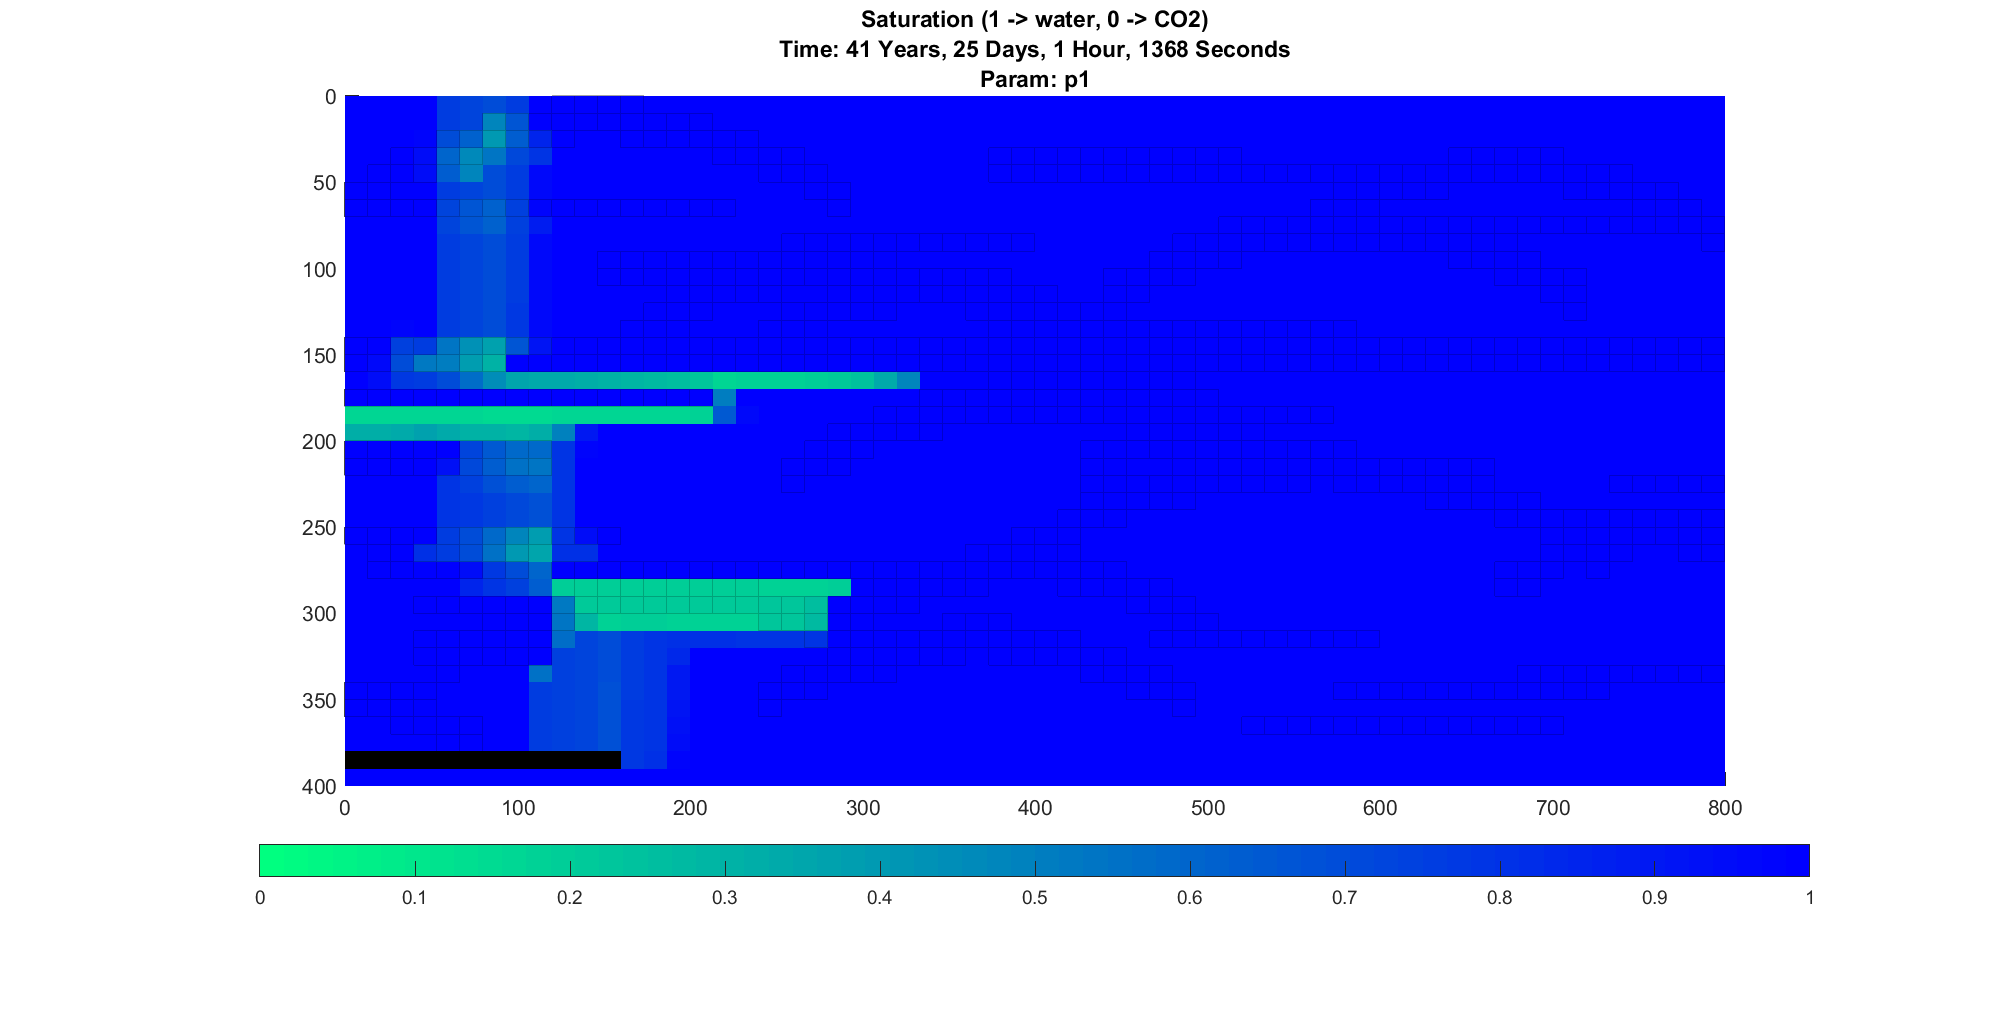 Saturation (1 -> water, 0 -> CO2)
Time: 41 Years, 25 Days, 1 Hour, 1368 Seconds
Param: p1
0
50
100
150
200
250
300
350
400
0 100 200 300 400 500 600 700 800
0 0.1 0.2 0.3 0.4 0.5 0.6 0.7 0.8 0.9 1